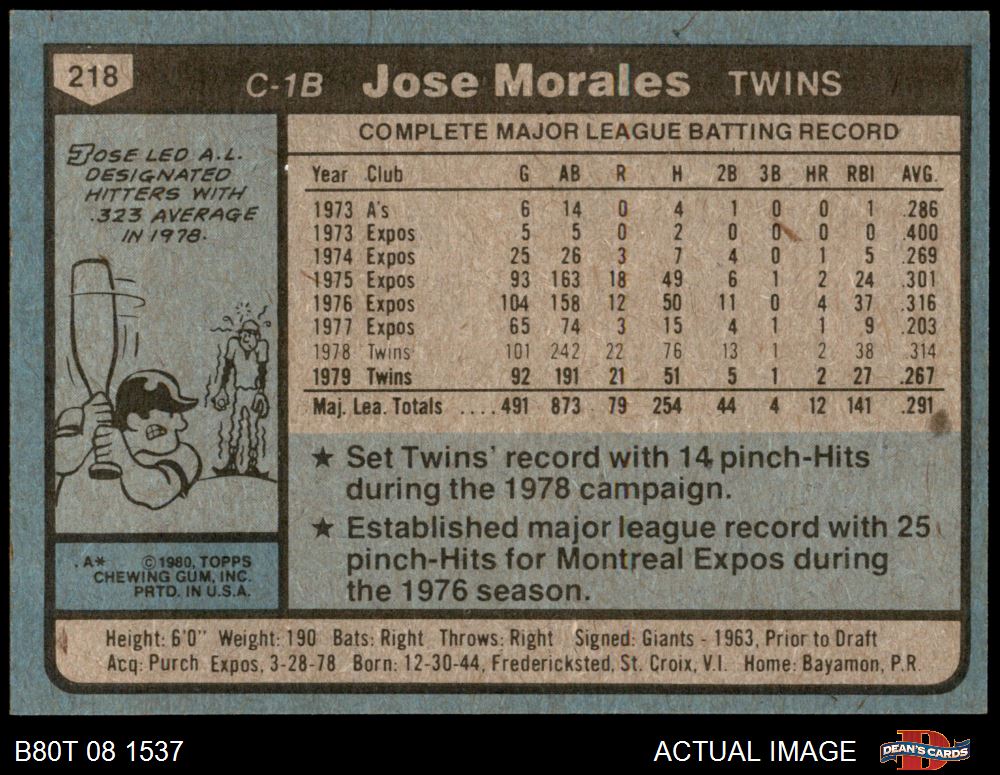 218 C-1B Jose Morales TWINS
JOSE LED A.L.
DESIGNATED
HITTERS WITH
.323 AVERAGE
IN 1978.
COMPLETE MAJOR LEAGUE BATTING RECORD
Year Club G AB R H 2B 3B HR RBI AVG.
1973 A's 6 14 0 4 1 0 0 1 .286
1973 Expos 5 5 0 2 0 0 0 0 .400
1974 Expos 25 26 3 7 4 0 1 5 .269
1975 Expos 93 163 18 49 6 1 2 24 .301
1976 Expos 104 158 12 50 11 0 4 37 .316
1977 Expos 65 74 3 15 4 1 1 9 .203
1978 Twins 101 242 22 76 13 1 2 38 .314
1979 Twins 92 191 21 51 5 1 2 27 .267
Maj. Lea. Totals ....491 873 79 254 44 4 12 141 .291
★ Set Twins' record with 14 pinch-Hits
during the 1978 campaign.
★ Established major league record with 25
pinch-Hits for Montreal Expos during
the 1976 season.
A* ©1980, TOPPS
CHEWING GUM, INC.
PRTD. IN U.S.A.
Height: 6'0" Weight: 190 Bats: Right Throws: Right Signed: Giants - 1963, Prior to Draft
Acq: Purch Expos, 3-28-78 Born: 12-30-44, Fredericksted, St. Croix, V.I. Home: Bayamon, P.R.
B80T 08 1537 ACTUAL IMAGE DEAN'S CARDS